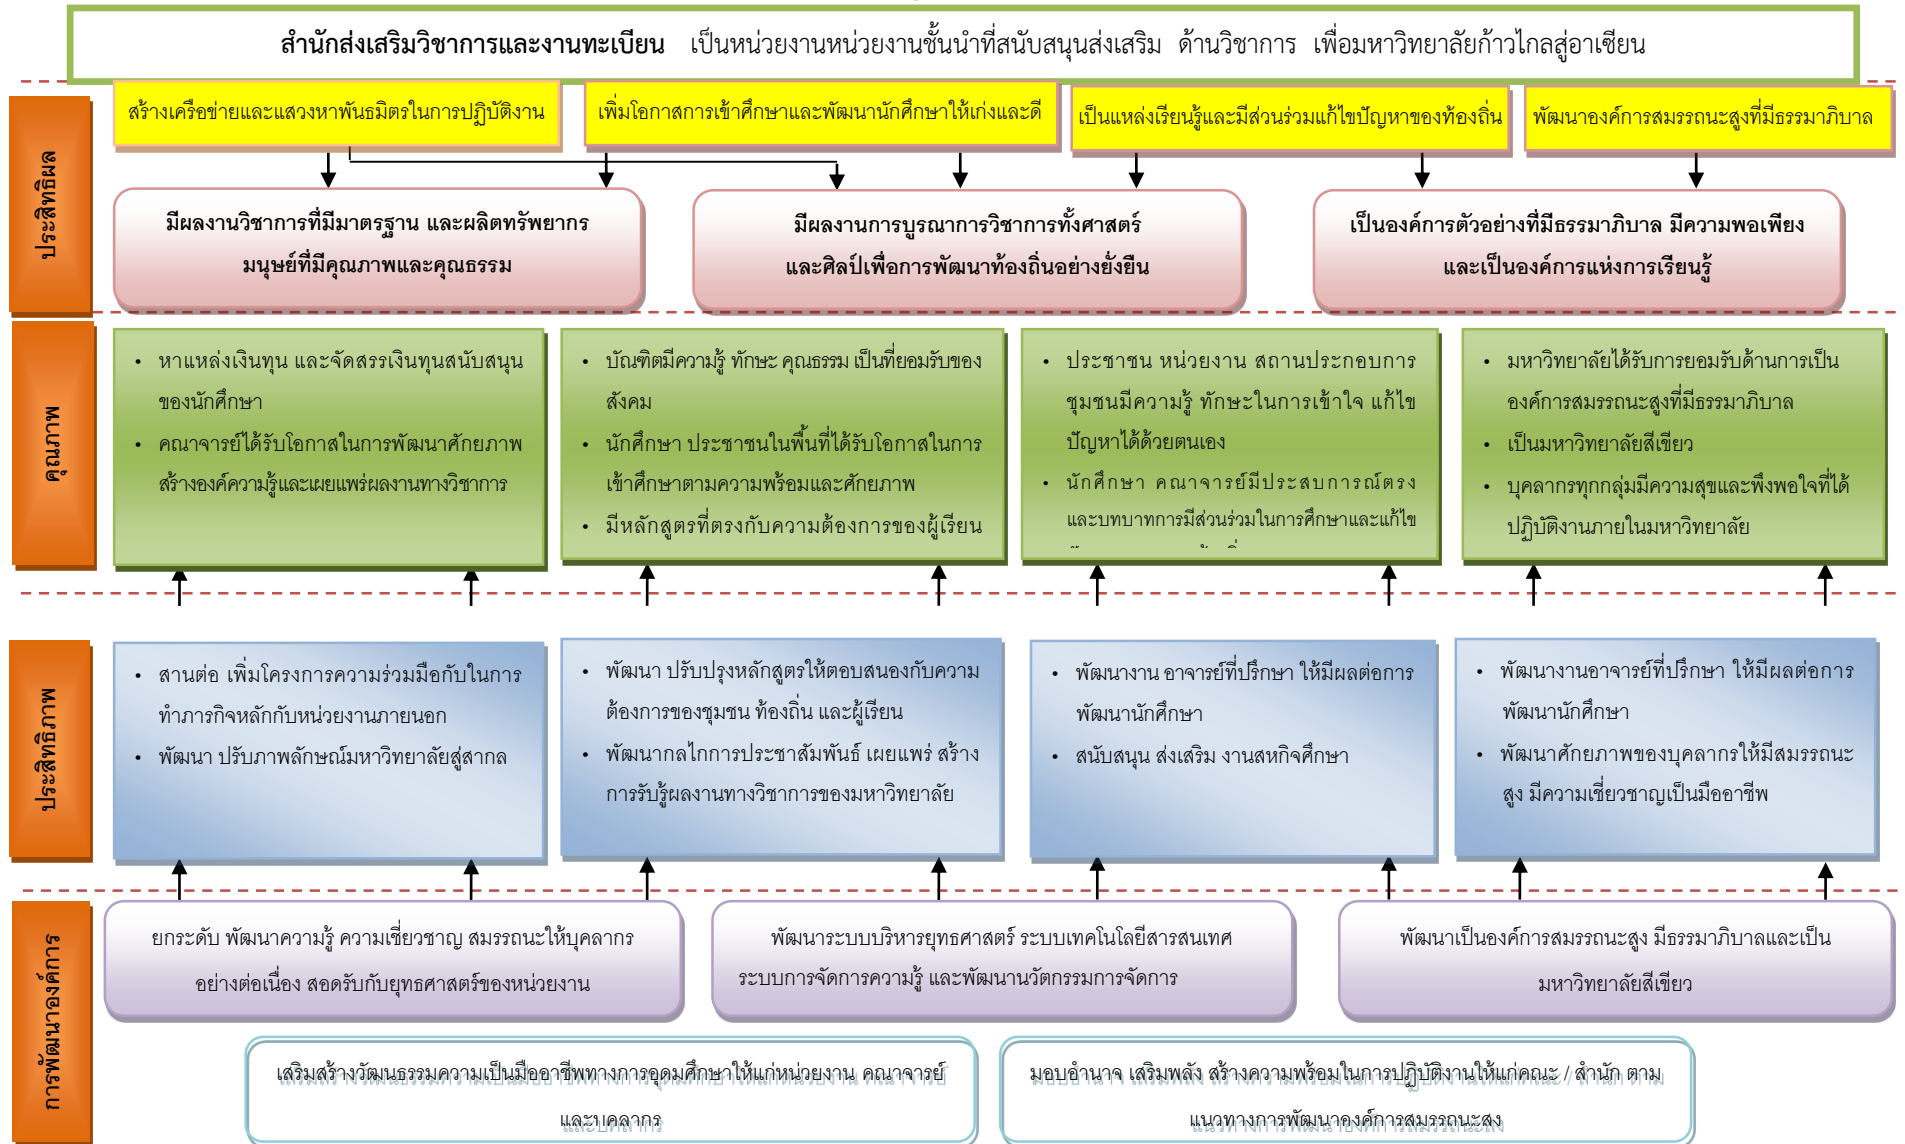 สำนักส่งเสริมวิชาการและงานทะเบียน เป็นหน่วยงานหน่วยงานชั้นนำที่สนับสนุนส่งเสริม ด้านวิชาการ เพื่อมหาวิทยาลัยก้าวไกลสู่อาเซียน
ประสิทธิผล
สร้างเครือข่ายและแสวงหาพันธมิตรในการปฏิบัติงาน
เพิ่มโอกาสการเข้าศึกษาและพัฒนานักศึกษาให้เก่งและดี
เป็นแหล่งเรียนรู้และมีส่วนร่วมแก้ไขปัญหาของท้องถิ่น
พัฒนาองค์การสมรรถนะสูงที่มีธรรมาภิบาล
มีผลงานวิชาการที่มีมาตรฐาน และผลิตทรัพยากร
มนุษย์ที่มีคุณภาพและคุณธรรม
มีผลงานการบูรณาการวิชาการทั้งศาสตร์
และศิลป์เพื่อการพัฒนาท้องถิ่นอย่างยั่งยืน
เป็นองค์การตัวอย่างที่มีธรรมาภิบาล มีความพอเพียง
และเป็นองค์การแห่งการเรียนรู้
คุณภาพ
• หาแหล่งเงินทุน และจัดสรรเงินทุนสนับสนุน
ของนักศึกษา
• คณาจารย์ได้รับโอกาสในการพัฒนาศักยภาพ
สร้างองค์ความรู้และเผยแพร่ผลงานทางวิชาการ
• บัณฑิตมีความรู้ ทักษะ คุณธรรม เป็นที่ยอมรับของ
สังคม
• นักศึกษา ประชาชนในพื้นที่ได้รับโอกาสในการ
เข้าศึกษาตามความพร้อมและศักยภาพ
• มีหลักสูตรที่ตรงกับความต้องการของผู้เรียน
• ประชาชน หน่วยงาน สถานประกอบการ
ชุมชนมีความรู้ ทักษะในการเข้าใจ แก้ไข
ปัญหาได้ด้วยตนเอง
• นักศึกษา คณาจารย์มีประสบการณ์ตรง
และบทบาทการมีส่วนร่วมในการศึกษาและแก้ไข
• มหาวิทยาลัยได้รับการยอมรับด้านการเป็น
องค์การสมรรถนะสูงที่มีธรรมาภิบาล
• เป็นมหาวิทยาลัยสีเขียว
• บุคลากรทุกกลุ่มมีความสุขและพึงพอใจที่ได้
ปฏิบัติงานภายในมหาวิทยาลัย
ประสิทธิภาพ
• สานต่อ เพิ่มโครงการความร่วมมือกับในการ
ทำภารกิจหลักกับหน่วยงานภายนอก
• พัฒนา ปรับภาพลักษณ์มหาวิทยาลัยสู่สากล
• พัฒนา ปรับปรุงหลักสูตรให้ตอบสนองกับความ
ต้องการของชุมชน ท้องถิ่น และผู้เรียน
• พัฒนากลไกการประชาสัมพันธ์ เผยแพร่ สร้าง
การรับรู้ผลงานทางวิชาการของมหาวิทยาลัย
• พัฒนางาน อาจารย์ที่ปรึกษา ให้มีผลต่อการ
พัฒนานักศึกษา
• สนับสนุน ส่งเสริม งานสหกิจศึกษา
• พัฒนางานอาจารย์ที่ปรึกษา ให้มีผลต่อการ
พัฒนานักศึกษา
• พัฒนาศักยภาพของบุคลากรให้มีสมรรถนะ
สูง มีความเชี่ยวชาญเป็นมืออาชีพ
การพัฒนาองค์การ
ยกระดับ พัฒนาความรู้ ความเชี่ยวชาญ สมรรถนะให้บุคลากร
อย่างต่อเนื่อง สอดรับกับยุทธศาสตร์ของหน่วยงาน
พัฒนาระบบบริหารยุทธศาสตร์ ระบบเทคโนโลยีสารสนเทศ
ระบบการจัดการความรู้ และพัฒนานวัตกรรมการจัดการ
พัฒนาเป็นองค์การสมรรถนะสูง มีธรรมาภิบาลและเป็น
มหาวิทยาลัยสีเขียว
เสริมสร้างวัฒนธรรมความเป็นมืออาชีพทางการอุดมศึกษาให้แก่หน่วยงาน คณาจารย์
และบุคลากร
มอบอำนาจ เสริมพลัง สร้างความพร้อมในการปฏิบัติงานให้แก่คณะ / สำนัก ตาม
แนวทางการพัฒนาองค์การสมรรถนะสูง